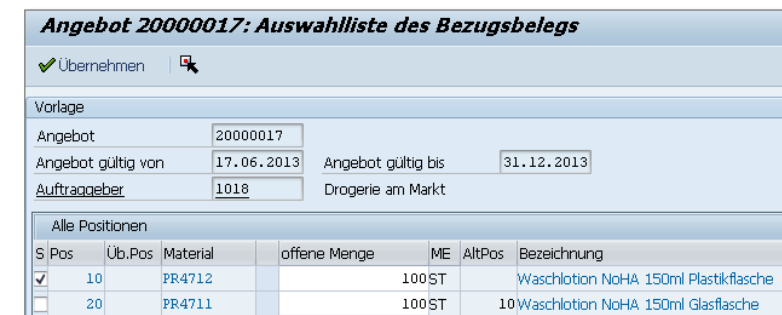 Angebot 20000017: Auswahlliste des Bezugsbelegs
Übernehmen
Vorlage
Angebot 20000017
Angebot gültig von 17.06.2013 Angebot gültig bis 31.12.2013
Auftraggeber 1018 Drogerie am Markt
Alle Positionen
S Pos Üb.Pos Material offene Menge ME AltPos Bezeichnung
10 PR4712 100 ST Waschlotion NoHA 150ml Plastikflasche
20 PR4711 100 ST 10 Waschlotion NoHA 150ml Glasflasche